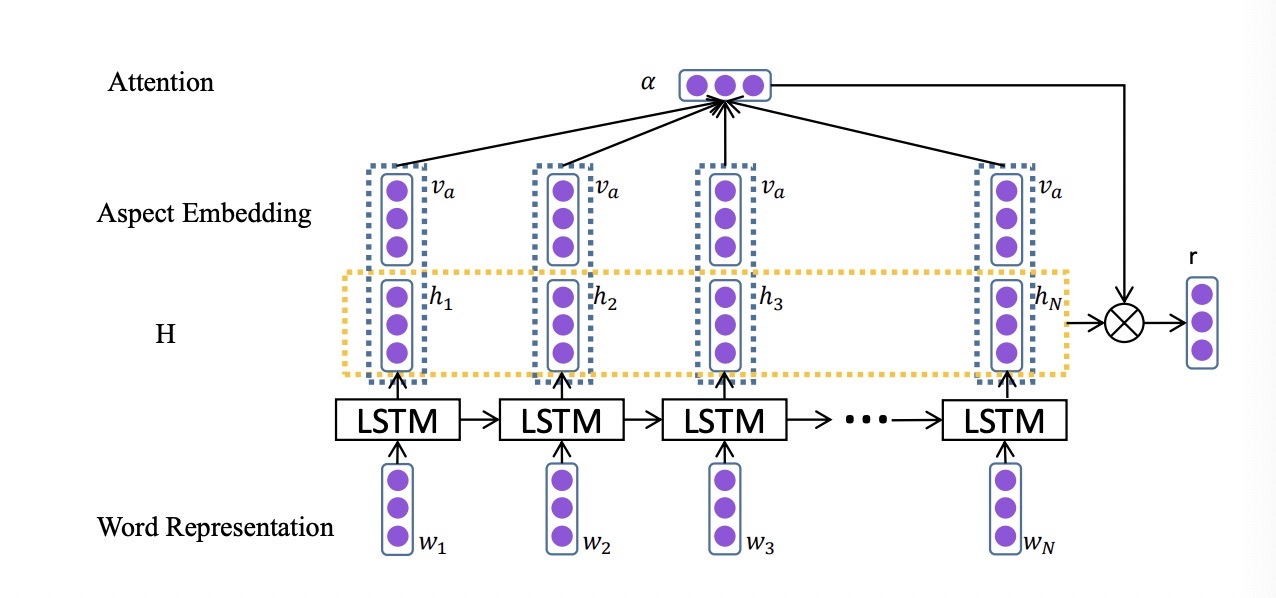 Attention
α
Aspect Embedding
v_a v_a v_a v_a
r
H
h_1 h_2 h_3 h_N
LSTM LSTM LSTM ••• LSTM
Word Representation
w_1 w_2 w_3 w_N